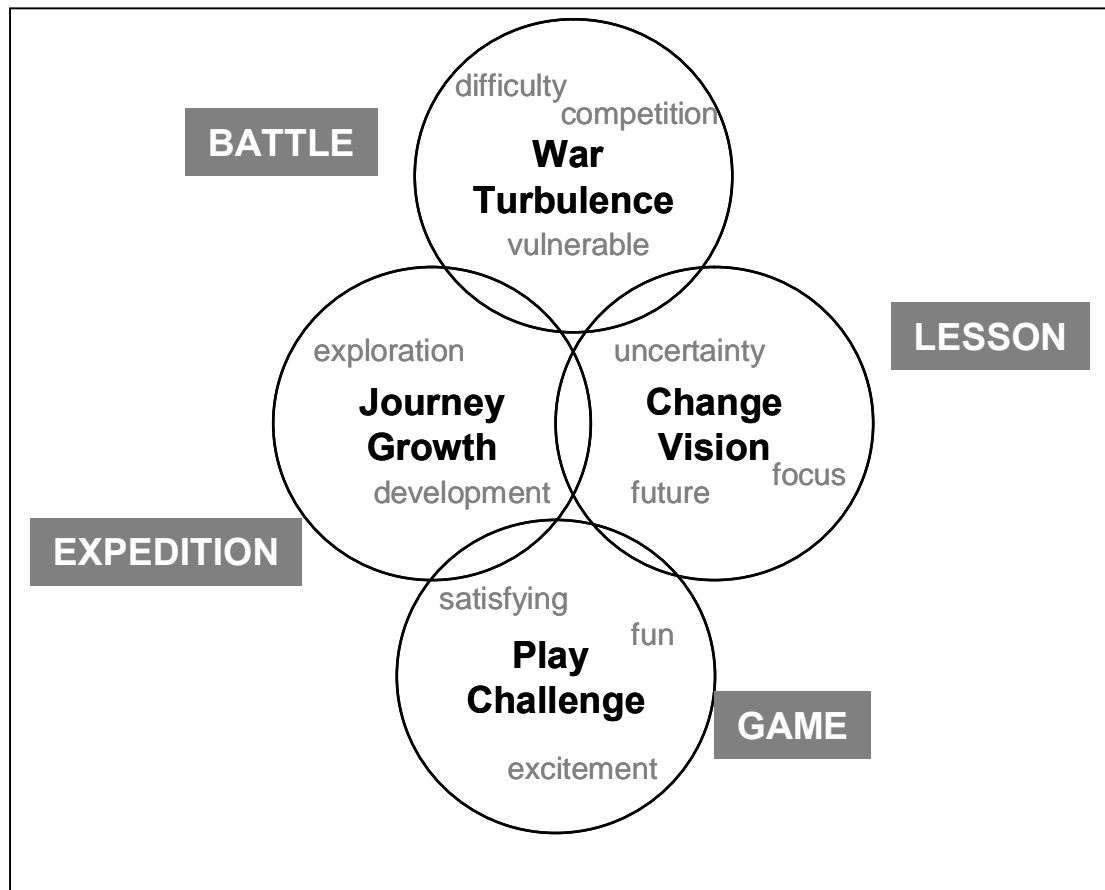 difficulty
competition
BATTLE
War
Turbulence
vulnerable
exploration
uncertainty
LESSON
Journey
Growth
Change
Vision
development
future
focus
EXPEDITION
satisfying
fun
Play
Challenge
GAME
excitement